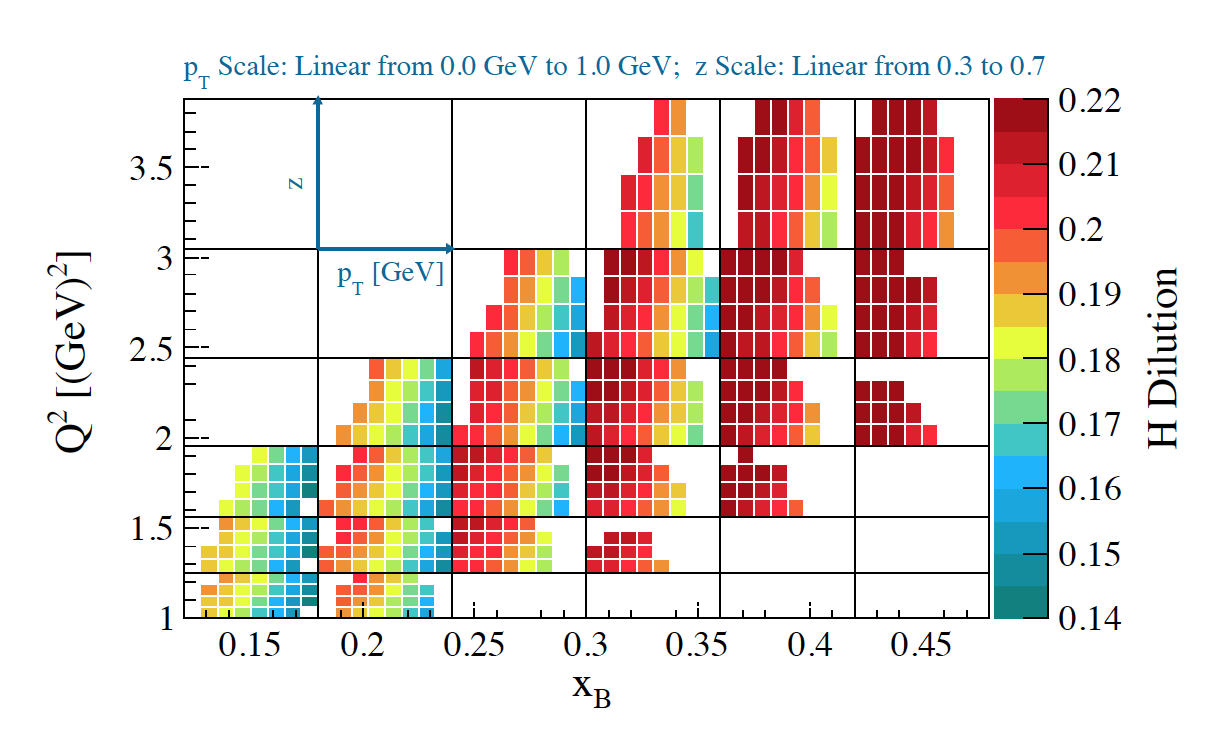 p_T Scale: Linear from 0.0 GeV to 1.0 GeV; z Scale: Linear from 0.3 to 0.7
z
p_T [GeV]
Q² [(GeV)²]
3.5
3
2.5
2
1.5
1
0.15 0.2 0.25 0.3 0.35 0.4 0.45
x_B
0.22
0.21
0.2
0.19
0.18
0.17
0.16
0.15
0.14
H Dilution